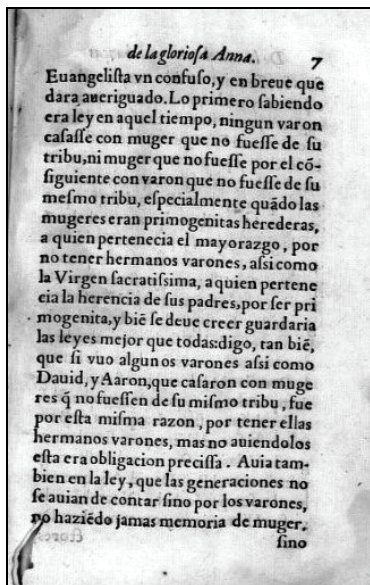 de la gloriosa Anna. 7
Euangelista vn confuso, y en breue que
dara aueriguado. Lo primero sabiendo
era ley en aquel tiempo, ningun varon
casasse con muger que no fuesse de su
tribu, ni muger que no fuesse por el cō-
siguiente con varon que no fuesse de su
mesmo tribu, especialmente quādo las
mugeres eran primogenitas herederas,
a quien pertenecia el mayorazgo, por
no tener hermanos varones, assi como
la Virgen sacratissima, a quien pertene
cia la herencia de sus padres, por ser pri
mogenita, y biē se deue creer guardaria
las leyes mejor que todas: digo, tan biē,
que si vuo algunos varones assi como
Dauid, y Aaron, que casaron con muge
res q̄ no fuessen de su mismo tribu, fue
por esta misma razon, por tener ellas
hermanos varones, mas no auiendolos
esta era obligacion precissa. Auia tam-
bien en la ley, que las generaciones no
se auian de contar sino por los varones,
no haziēdo jamas memoria de muger,
sino